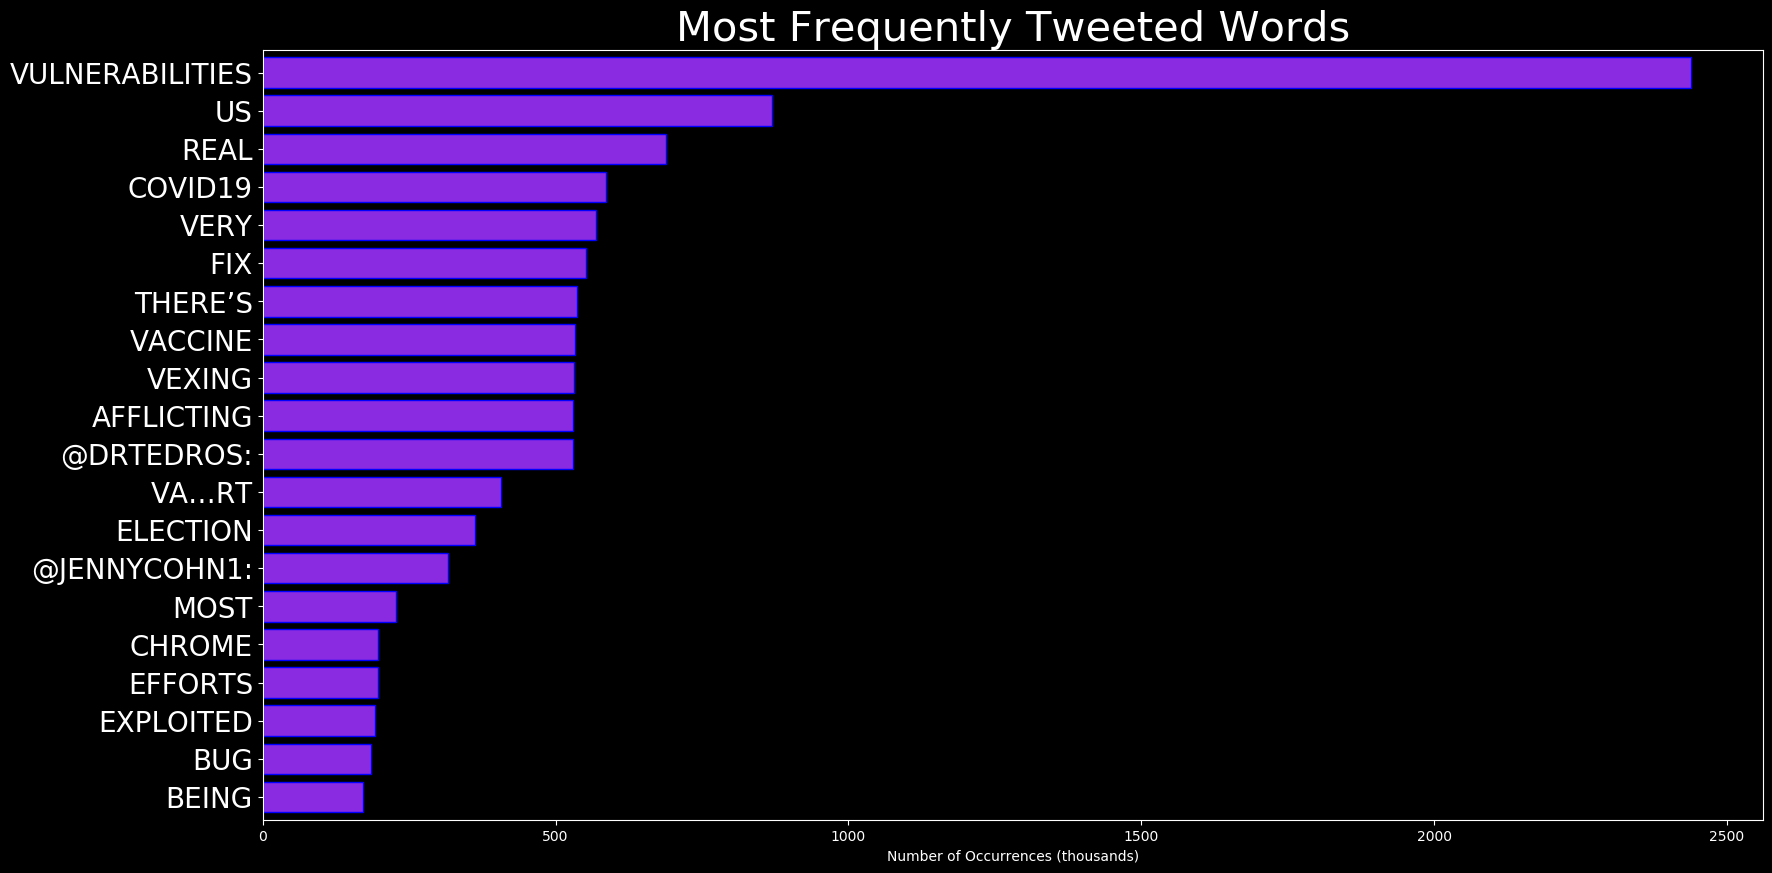 Most Frequently Tweeted Words
VULNERABILITIES
US
REAL
COVID19
VERY
FIX
THERE’S
VACCINE
VEXING
AFFLICTING
@DRTEDROS:
VA…RT
ELECTION
@JENNYCOHN1:
MOST
CHROME
EFFORTS
EXPLOITED
BUG
BEING
0 500 1000 1500 2000 2500
Number of Occurrences (thousands)